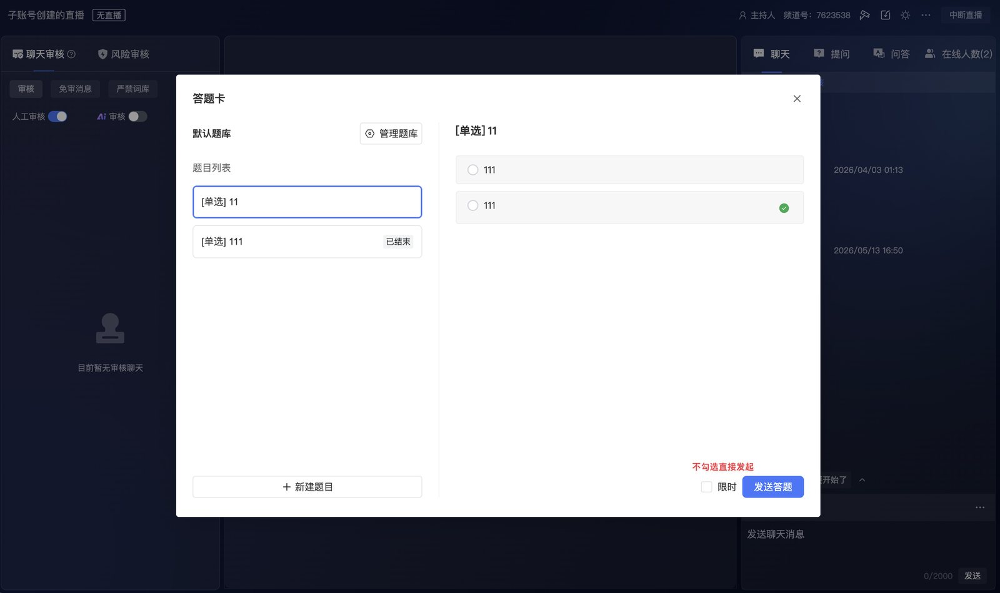 子账号创建的直播 无直播
主持人 频道号：7623538 中断直播
聊天审核 风险审核
聊天 提问 问答 在线人数(2)
审核 免审消息 严禁词库
人工审核 Ai 审核
目前暂无审核聊天
答题卡
默认题库 管理题库
题目列表
[单选] 11
[单选] 111 已结束
新建题目
[单选] 11
111
111
不勾选直接发起
限时 发送答题
2026/04/03 01:13
2026/05/13 16:50
开始了
发送聊天消息
0/2000 发送